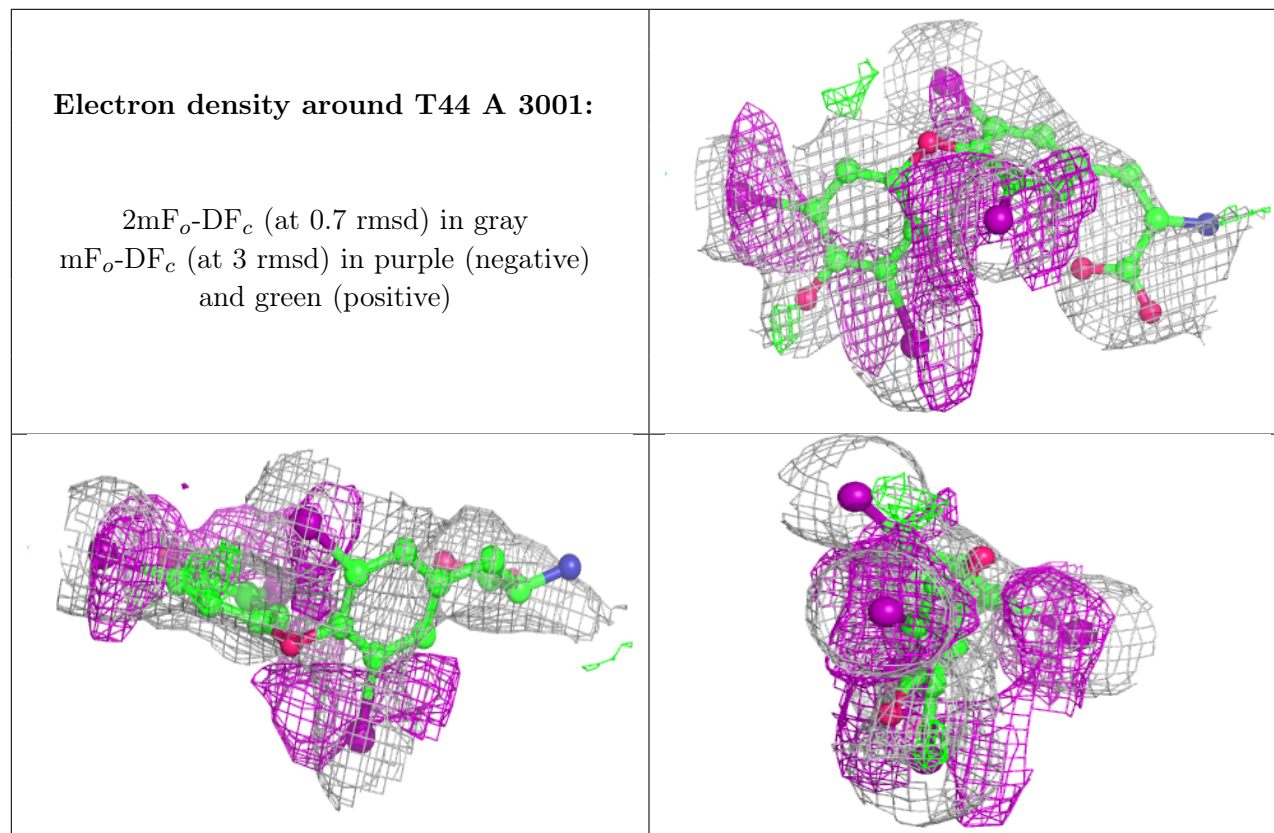 Electron density around T44 A 3001:
2mFₒ-DF𝒸 (at 0.7 rmsd) in gray
mFₒ-DF𝒸 (at 3 rmsd) in purple (negative)
and green (positive)